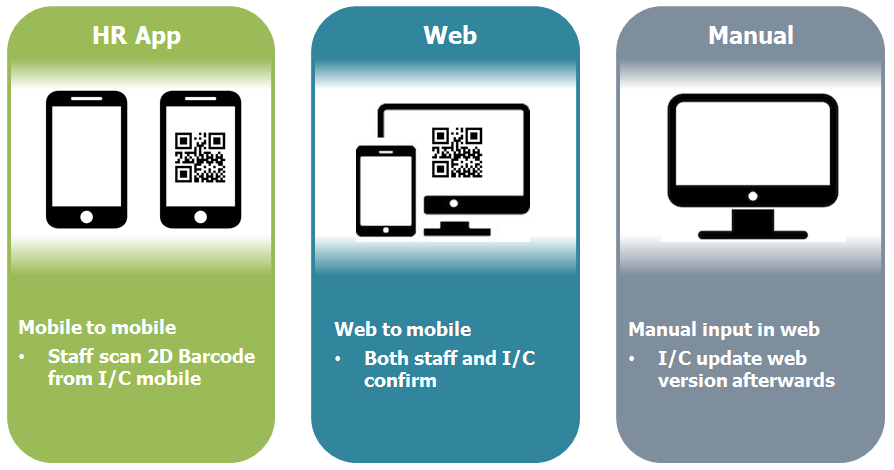 HR App
Mobile to mobile
• Staff scan 2D Barcode
from I/C mobile
Web
Web to mobile
• Both staff and I/C
confirm
Manual
Manual input in web
• I/C update web
version afterwards